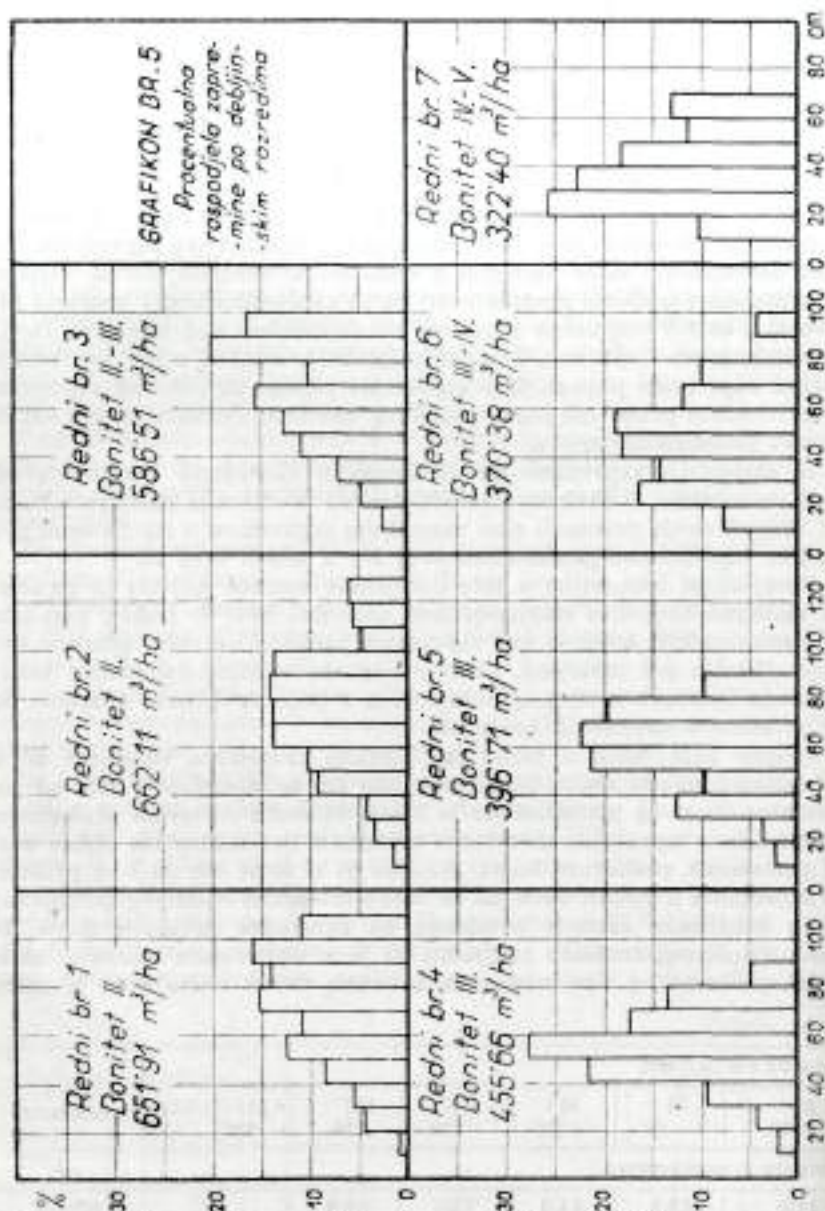 GRAFIKON BR. 5
Procentualna
raspodjela zapre-
-mine po debljin-
-skim razredima
%
30
20
10
0
Redni br. 1
Bonitet III.
651'91 m³/ha
Redni br. 2
Bonitet II.
662'11 m³/ha
Redni br. 3
Bonitet II.-III.
586'51 m³/ha
30
20
10
0
Redni br. 4
Bonitet III.
455'66 m³/ha
Redni br. 5
Bonitet III.
396'71 m³/ha
Redni br. 6
Bonitet III-IV.
370'38 m³/ha
Redni br. 7
Bonitet IV.-V.
322'40 m³/ha
20 40 60 80 100 0 20 40 60 80 100 120 0 20 40 60 80 100 0 20 40 60 80 cm